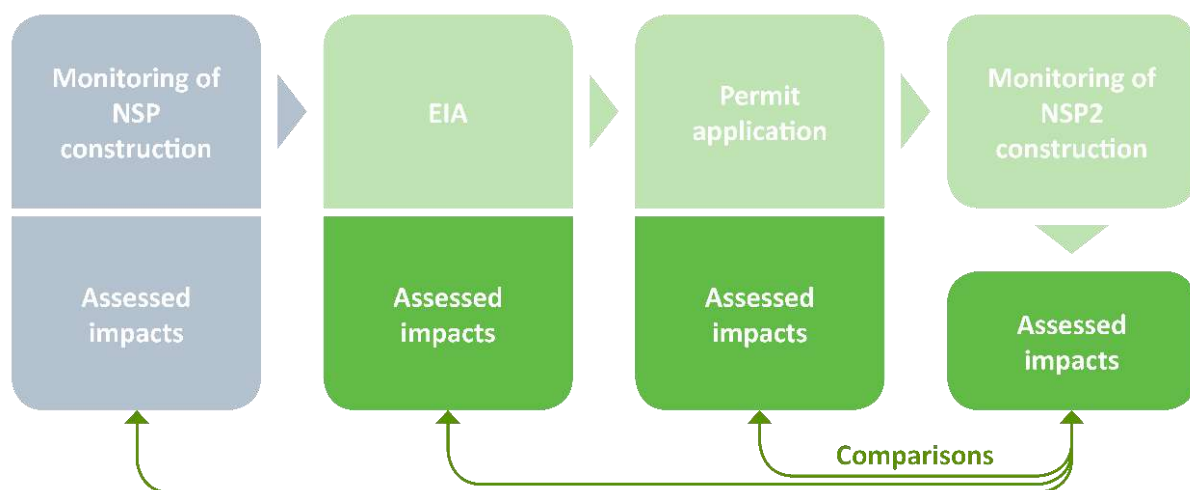 Monitoring of
NSP
construction
EIA
Permit
application
Monitoring of
NSP2
construction
Assessed
impacts
Assessed
impacts
Assessed
impacts
Assessed
impacts
Comparisons